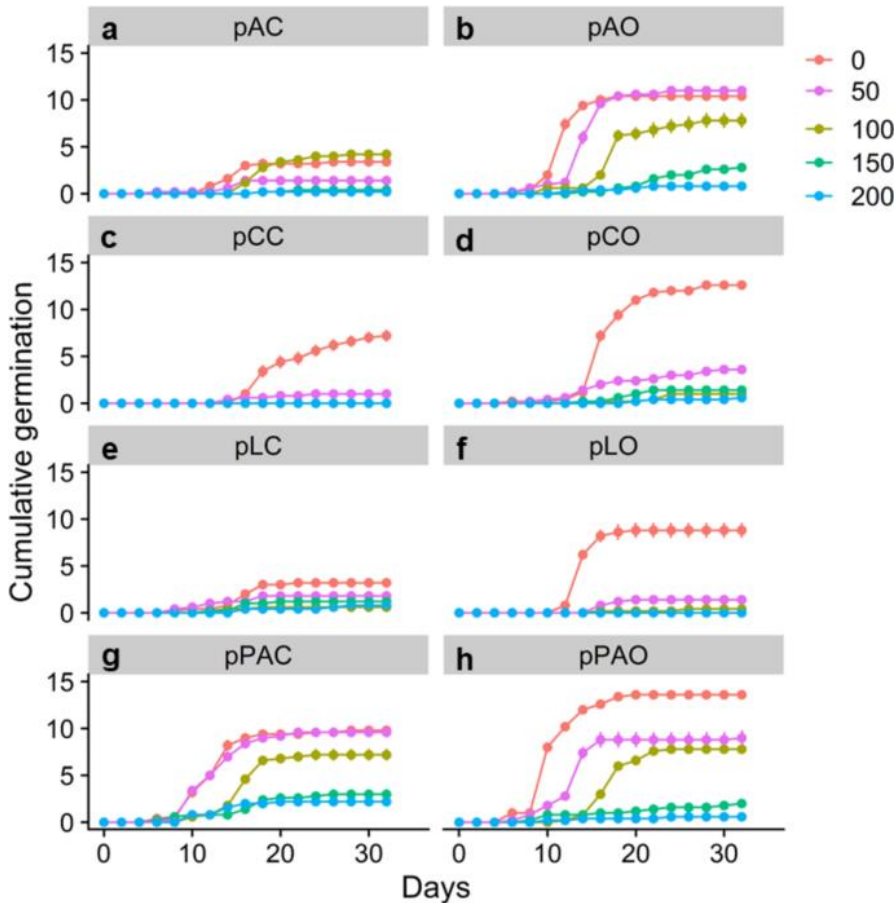 a pAC
b pAO
0
50
100
150
200
15
10
5
0
c pCC
d pCO
15
10
5
0
e pLC
f pLO
15
10
5
0
g pPAC
h pPAO
15
10
5
0
0 10 20 30
0 10 20 30
Cumulative germination
Days